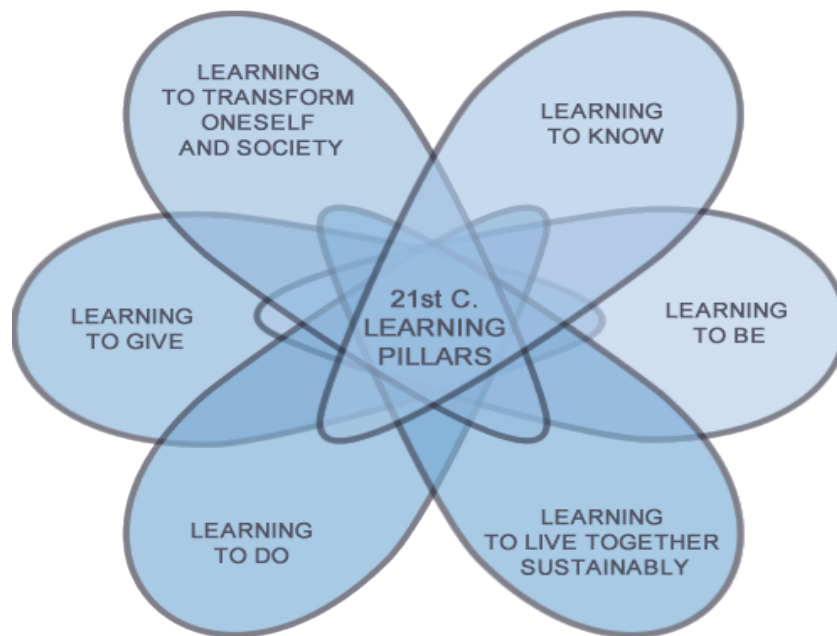 LEARNING
TO TRANSFORM
ONESELF
AND SOCIETY
LEARNING
TO KNOW
LEARNING
TO GIVE
21st C.
LEARNING
PILLARS
LEARNING
TO BE
LEARNING
TO DO
LEARNING
TO LIVE TOGETHER
SUSTAINABLY